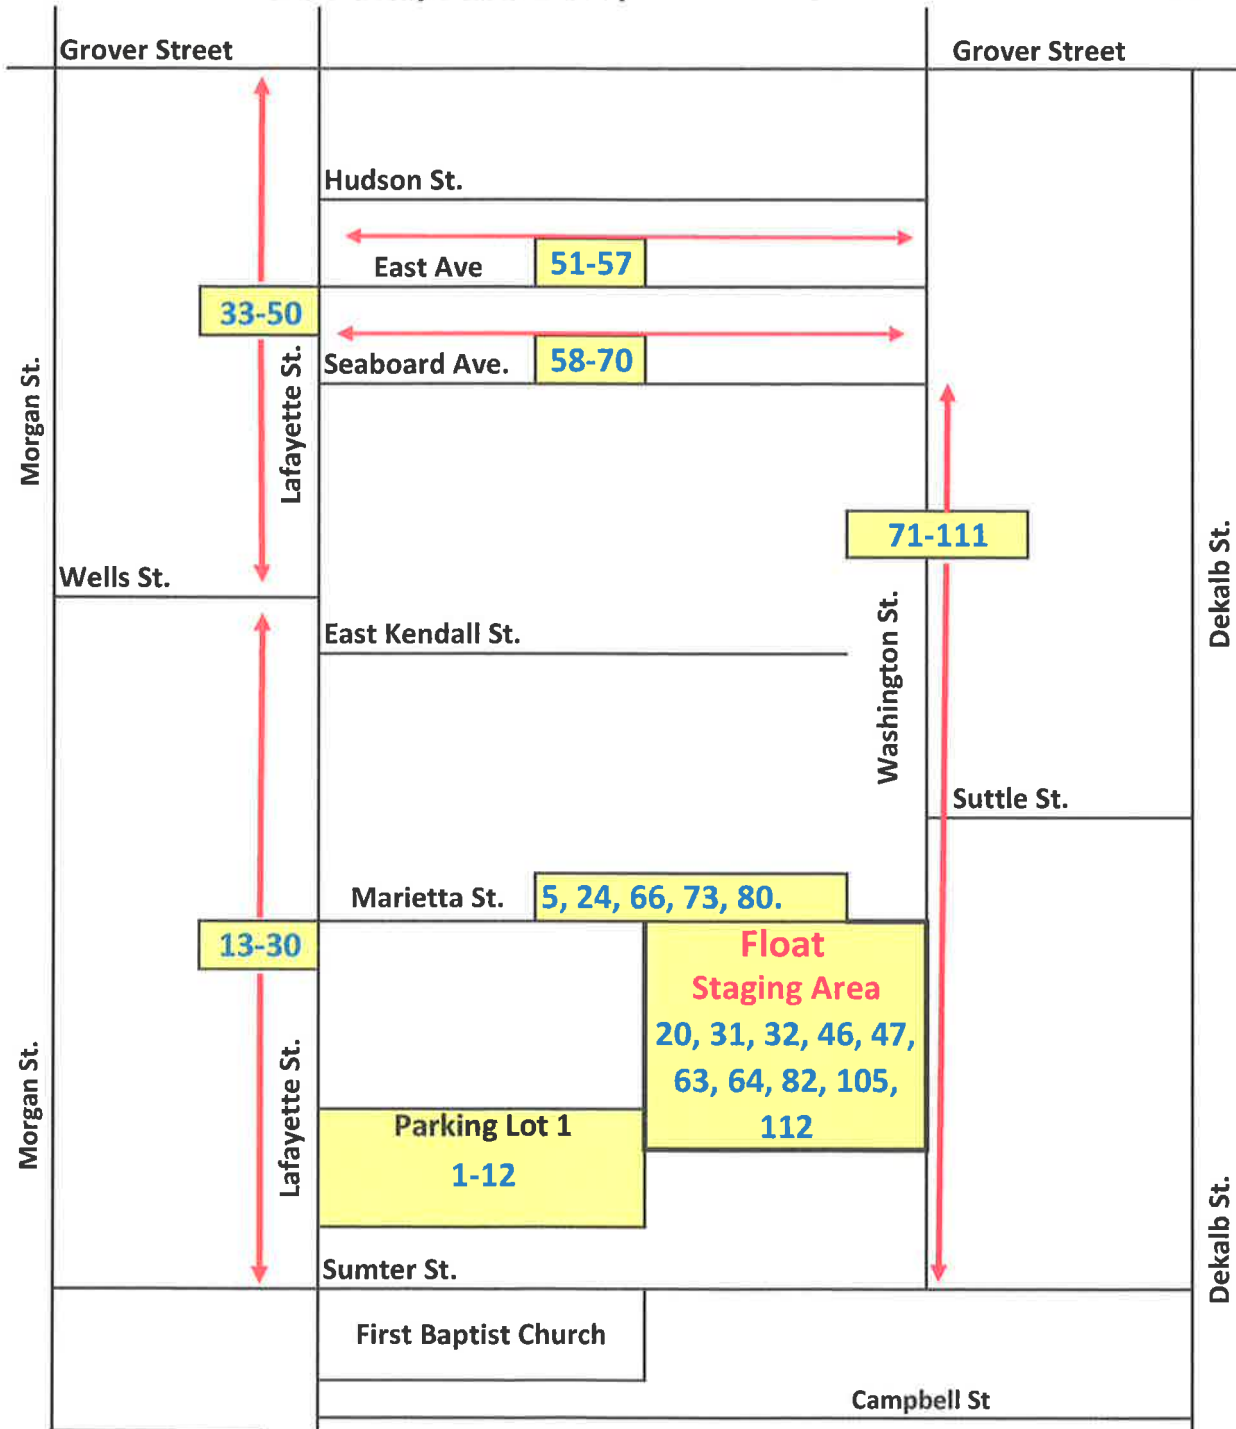 Grover Street
Grover Street
Hudson St.
East Ave
51-57
33-50
Seaboard Ave.
58-70
Morgan St.
Lafayette St.
71-111
Dekalb St.
Wells St.
East Kendall St.
Washington St.
Suttle St.
Marietta St.
5, 24, 66, 73, 80.
13-30
Float
Staging Area
20, 31, 32, 46, 47,
63, 64, 82, 105,
112
Morgan St.
Lafayette St.
Parking Lot 1
1-12
Dekalb St.
Sumter St.
First Baptist Church
Campbell St